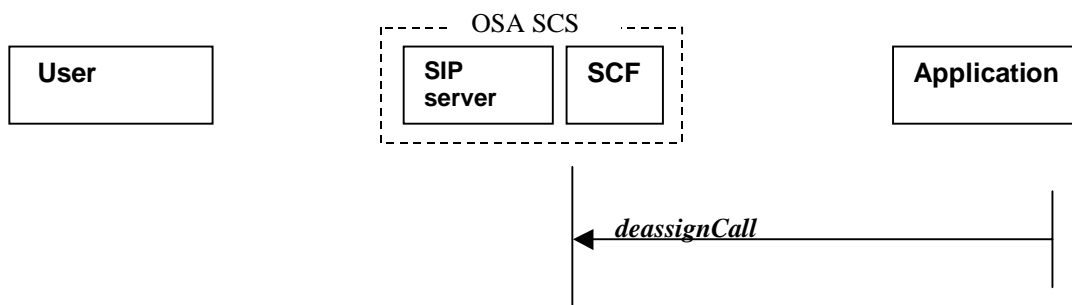 OSA SCS
User
SIP
server
SCF
Application
deassignCall